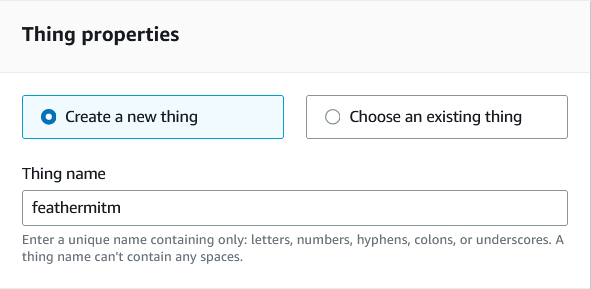 Thing properties
Create a new thing
Choose an existing thing
Thing name
feathermitm
Enter a unique name containing only: letters, numbers, hyphens, colons, or underscores. A
thing name can't contain any spaces.